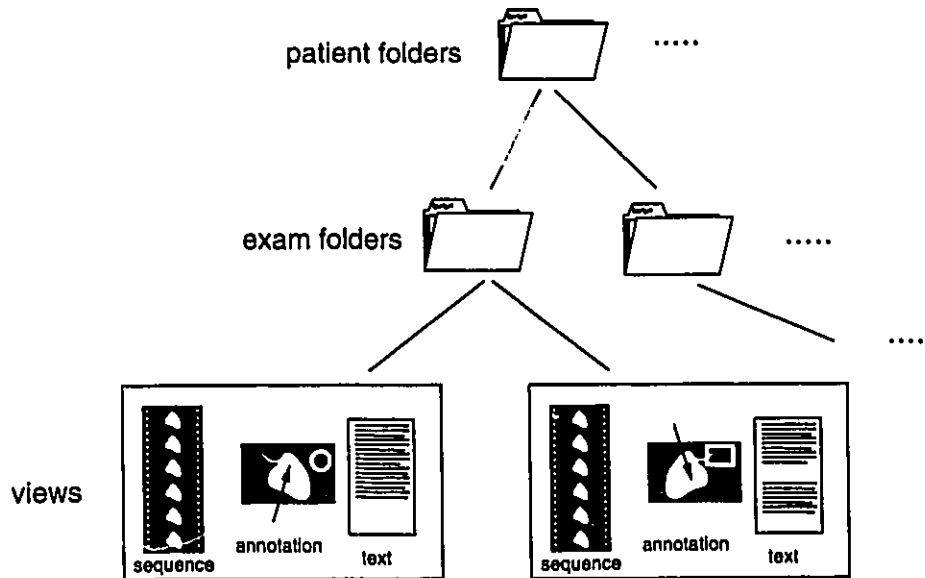 patient folders .....
exam folders .....
....
views
sequence annotation text
sequence annotation text